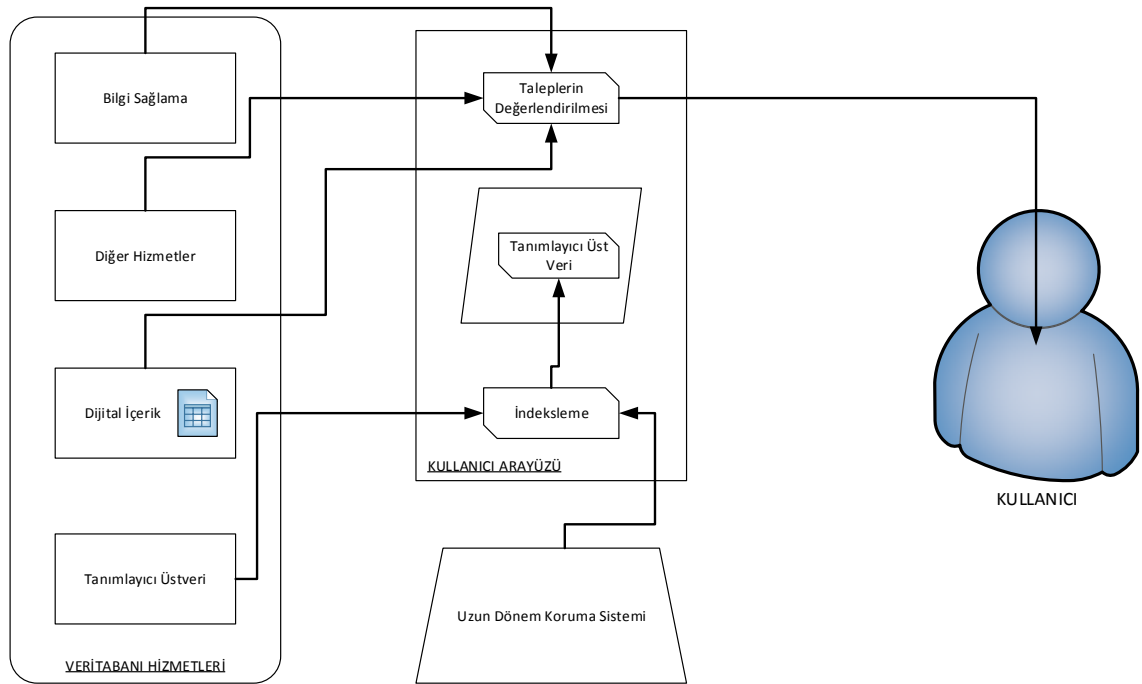 Bilgi Sağlama
Diğer Hizmetler
Dijital İçerik
Tanımlayıcı Üstveri
VERİTABANI HİZMETLERİ
Taleplerin
Değerlendirilmesi
Tanımlayıcı Üst
Veri
İndeksleme
KULLANICI ARAYÜZÜ
Uzun Dönem Koruma Sistemi
KULLANICI